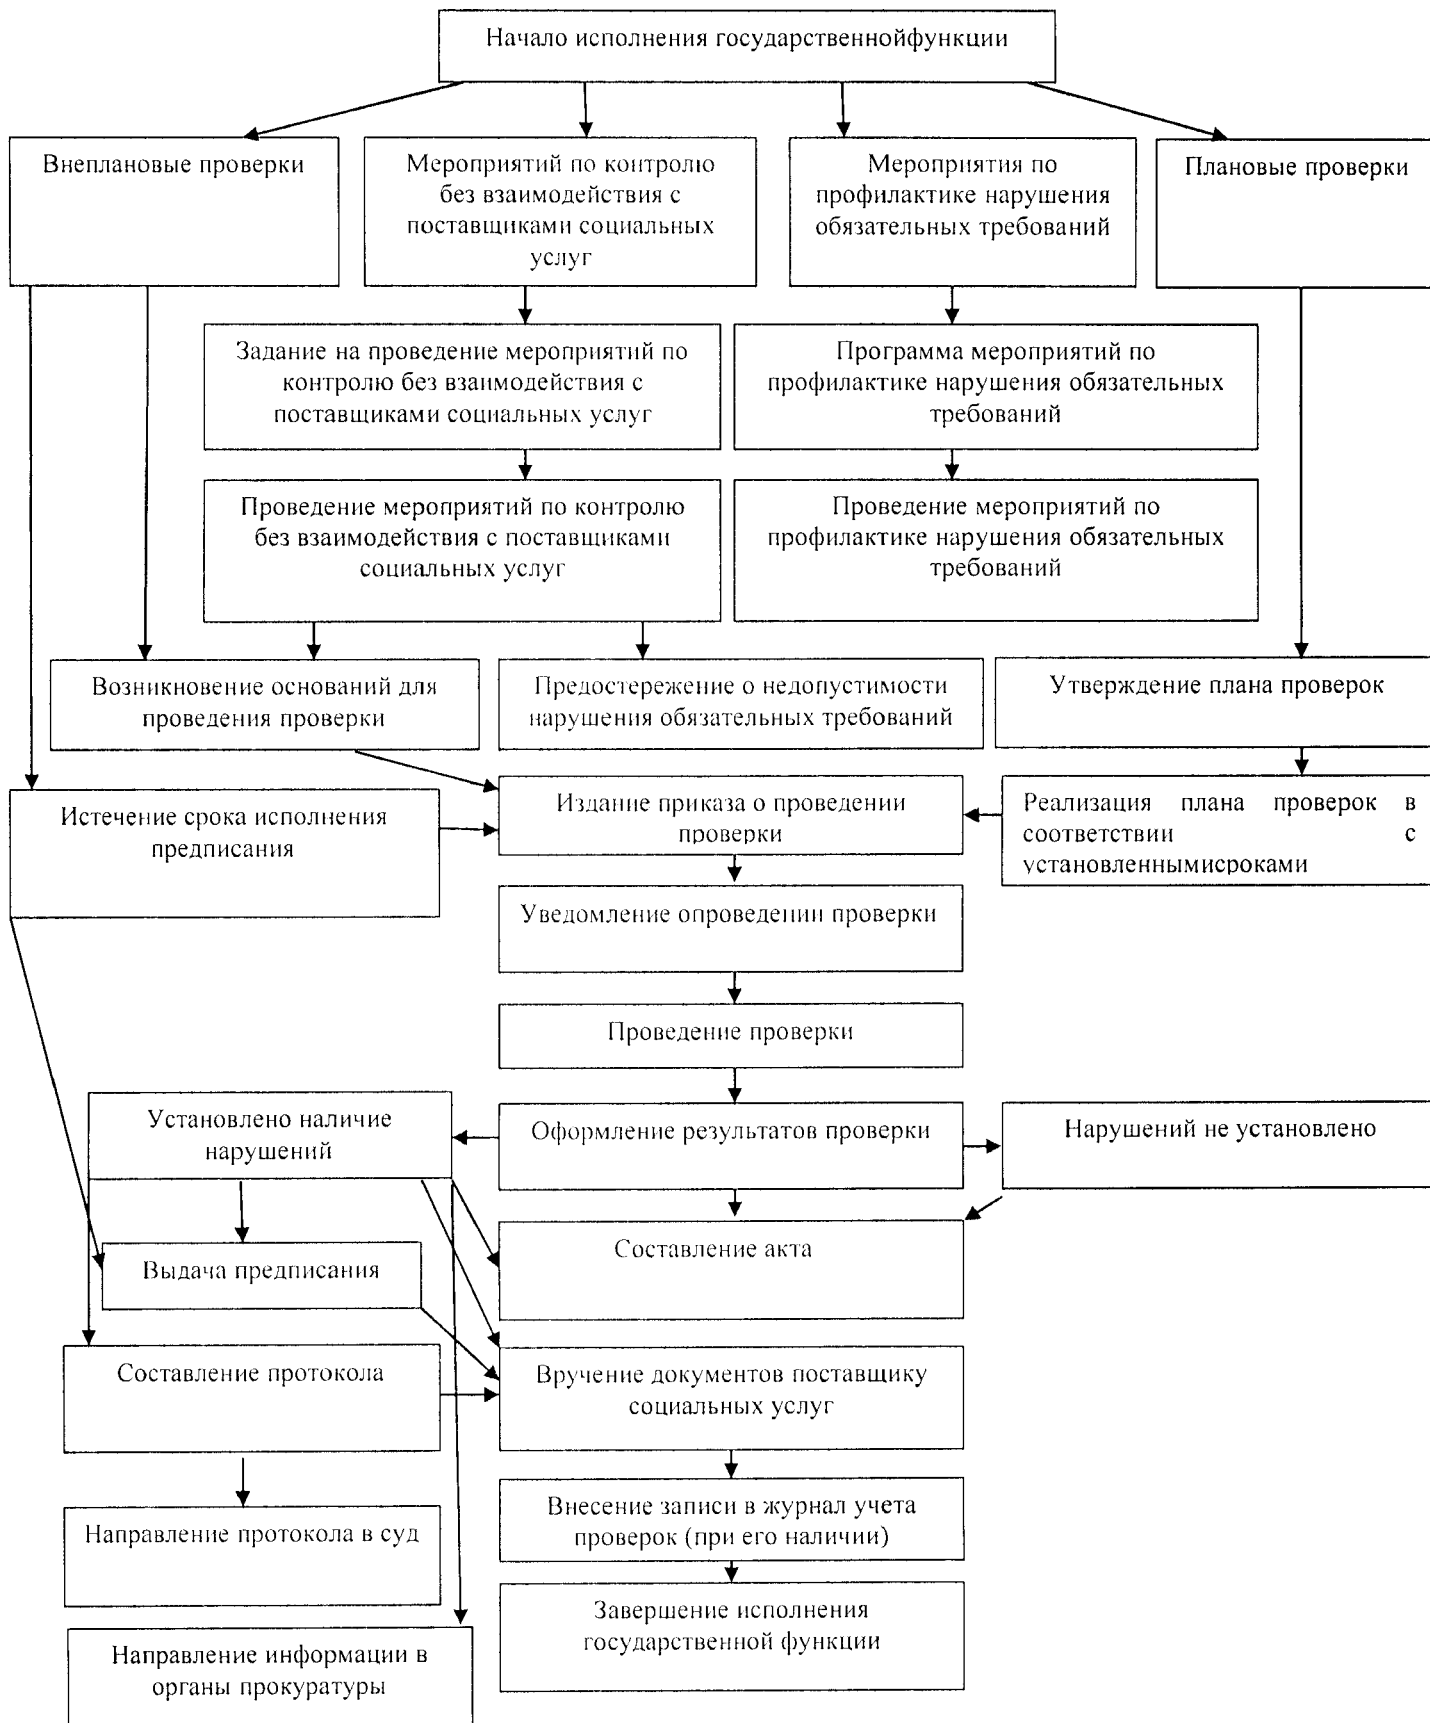 Начало исполнения государственнойфункции
Внеплановые проверки
Мероприятий по контролю
без взаимодействия с
поставщиками социальных
услуг
Мероприятия по
профилактике нарушения
обязательных требований
Плановые проверки
Задание на проведение мероприятий по
контролю без взаимодействия с
поставщиками социальных услуг
Программа мероприятий по
профилактике нарушения обязательных
требований
Проведение мероприятий по контролю
без взаимодействия с поставщиками
социальных услуг
Проведение мероприятий по
профилактике нарушения обязательных
требований
Возникновение оснований для
проведения проверки
Предостережение о недопустимости
нарушения обязательных требований
Утверждение плана проверок
Истечение срока исполнения
предписания
Издание приказа о проведении
проверки
Реализация плана проверок в
соответствии с
установленнымисроками
Уведомление опроведении проверки
Проведение проверки
Установлено наличие
нарушений
Оформление результатов проверки
Нарушений не установлено
Составление акта
Выдача предписания
Составление протокола
Вручение документов поставщику
социальных услуг
Направление протокола в суд
Внесение записи в журнал учета
проверок (при его наличии)
Завершение исполнения
государственной функции
Направление информации в
органы прокуратуры